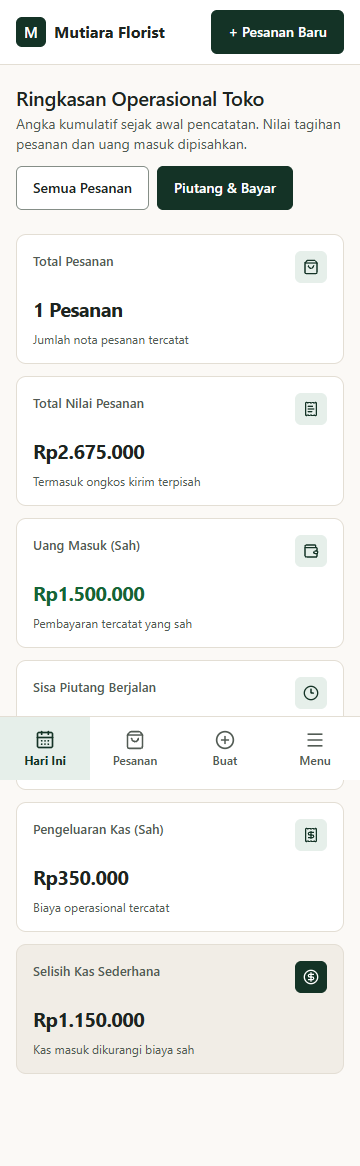 M Mutiara Florist
+ Pesanan Baru
Ringkasan Operasional Toko
Angka kumulatif sejak awal pencatatan. Nilai tagihan
pesanan dan uang masuk dipisahkan.
Semua Pesanan
Piutang & Bayar
Total Pesanan
1 Pesanan
Jumlah nota pesanan tercatat
Total Nilai Pesanan
Rp2.675.000
Termasuk ongkos kirim terpisah
Uang Masuk (Sah)
Rp1.500.000
Pembayaran tercatat yang sah
Sisa Piutang Berjalan
Hari Ini
Pesanan
Buat
Menu
Pengeluaran Kas (Sah)
Rp350.000
Biaya operasional tercatat
Selisih Kas Sederhana
Rp1.150.000
Kas masuk dikurangi biaya sah